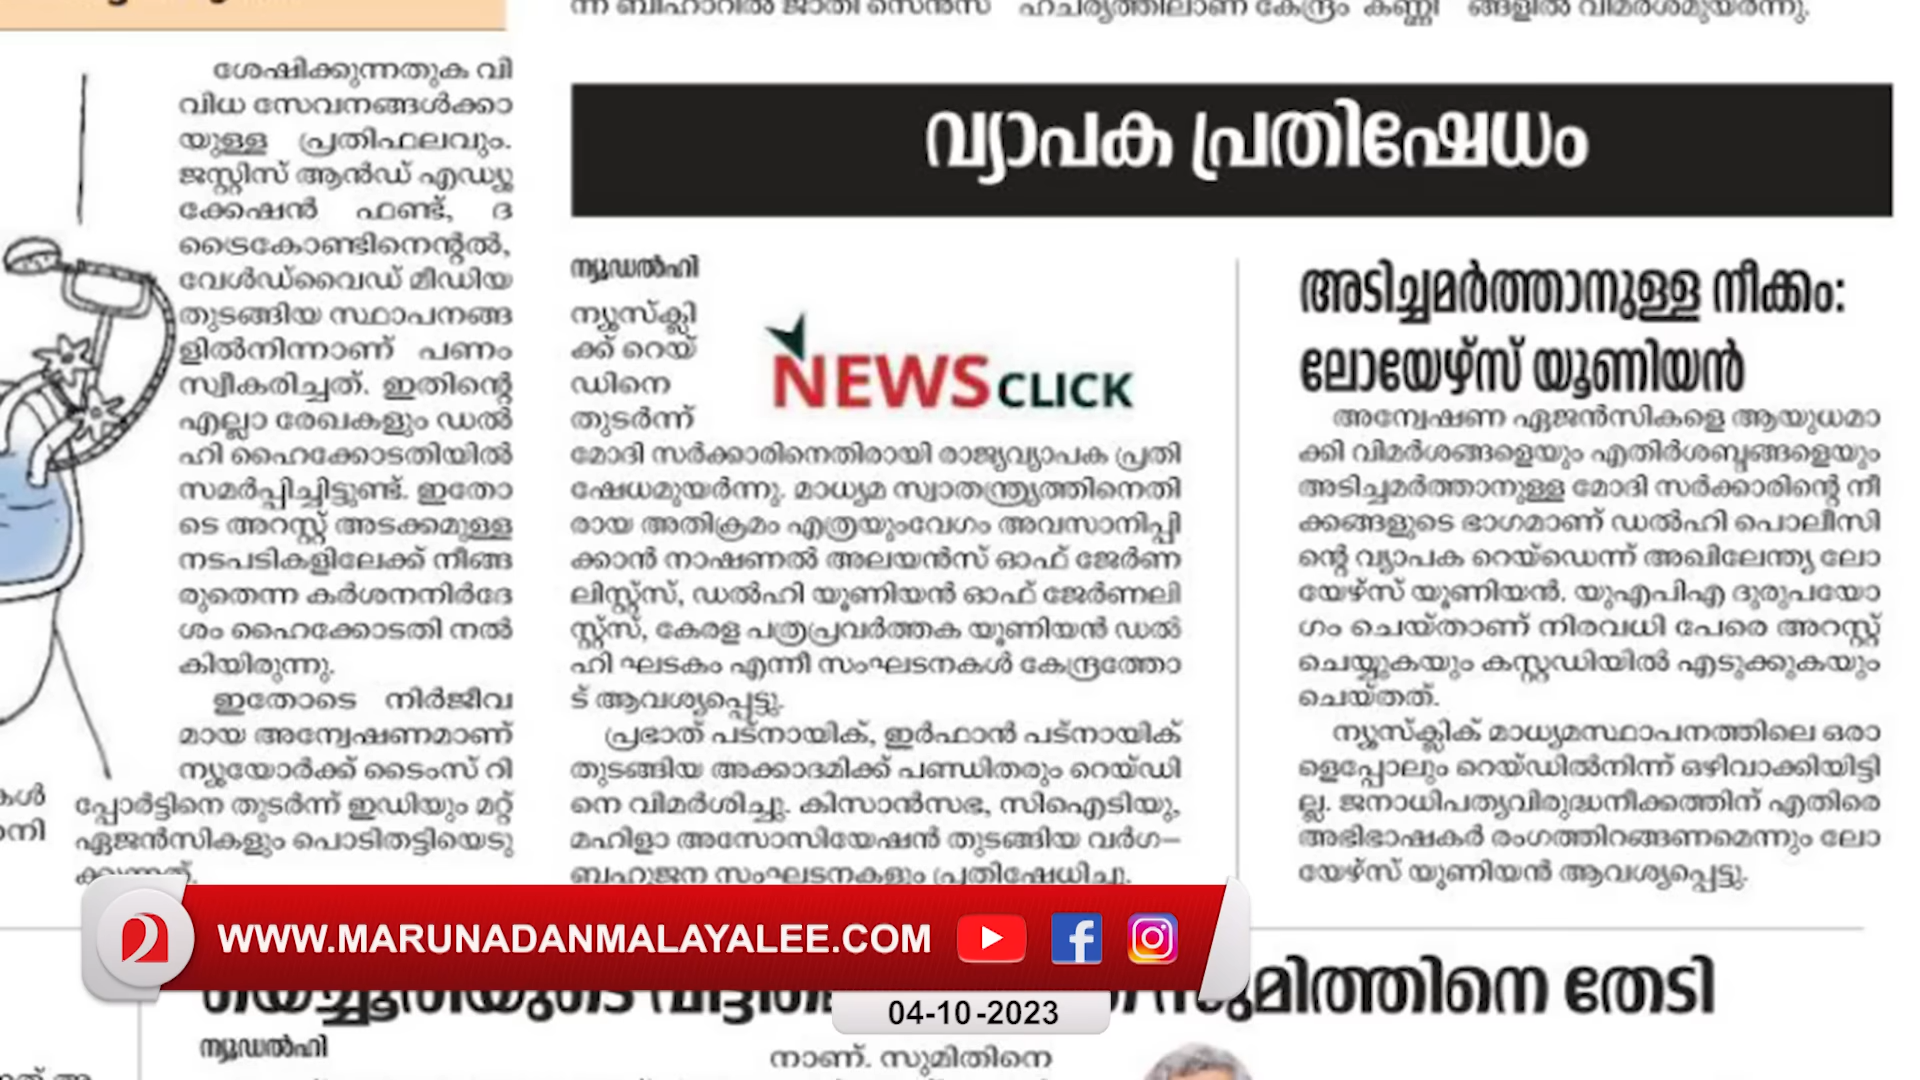 ശേഷിക്കുന്നതുക വി
വിധ സേവനങ്ങൾക്കാ
യുള്ള പ്രതിഫലവും.
ജസ്റ്റിസ് ആൻഡ് എഡ്യൂ
ക്കേഷൻ ഫണ്ട്, ദ
ട്രൈകോണ്ടിനെന്റൽ,
വേൾഡ്‌വൈഡ് മീഡിയ
തുടങ്ങിയ സ്ഥാപനങ്ങ
ളിൽനിന്നാണ് പണം
സ്വീകരിച്ചത്. ഇതിന്റെ
എല്ലാ രേഖകളും ഡൽ
ഹി ഹൈക്കോടതിയിൽ
സമർപ്പിച്ചിട്ടുണ്ട്. ഇതോ
ടെ അറസ്റ്റ് അടക്കമുള്ള
നടപടികളിലേക്ക് നീങ്ങ
രുതെന്ന കർശനനിർദേ
ശം ഹൈക്കോടതി നൽ
കിയിരുന്നു.
ഇതോടെ നിർജീവ
മായ അന്വേഷണമാണ്
ന്യൂയോർക്ക് ടൈംസ് റി
പ്പോർട്ടിനെ തുടർന്ന് ഇഡിയും മറ്റ്
ഏജൻസികളും പൊടിതട്ടിയെടു
ക്കുന്നത്.
വ്യാപക പ്രതിഷേധം
ന്യൂഡൽഹി
ന്യൂസ്‌ക്ലി
ക്ക് റെയ്
ഡിനെ
തുടർന്ന്
NEWSCLICK
മോദി സർക്കാരിനെതിരായി രാജ്യവ്യാപക പ്രതി
ഷേധമുയർന്നു. മാധ്യമ സ്വാതന്ത്ര്യത്തിനെതി
രായ അതിക്രമം എത്രയുംവേഗം അവസാനിപ്പി
ക്കാൻ നാഷണൽ അലയൻസ് ഓഫ് ജേർണ
ലിസ്റ്റ്സ്, ഡൽഹി യൂണിയൻ ഓഫ് ജേർണലി
സ്റ്റ്സ്, കേരള പത്രപ്രവർത്തക യൂണിയൻ ഡൽ
ഹി ഘടകം എന്നീ സംഘടനകൾ കേന്ദ്രത്തോ
ട് ആവശ്യപ്പെട്ടു.
പ്രഭാത് പട്നായിക്, ഇർഫാൻ പട്നായിക്
തുടങ്ങിയ അക്കാദമിക്ക് പണ്ഡിതരും റെയ്ഡി
നെ വിമർശിച്ചു. കിസാൻസഭ, സിഐടിയു,
മഹിളാ അസോസിയേഷൻ തുടങ്ങിയ വർഗ–
ബഹുജന സംഘടനകളും പ്രതിഷേധിച്ചു.
അടിച്ചമർത്താനുള്ള നീക്കം:
ലോയേഴ്സ് യൂണിയൻ
അന്വേഷണ ഏജൻസികളെ ആയുധമാ
ക്കി വിമർശങ്ങളെയും എതിർശബ്ദങ്ങളെയും
അടിച്ചമർത്താനുള്ള മോദി സർക്കാരിന്റെ നീ
ക്കങ്ങളുടെ ഭാഗമാണ് ഡൽഹി പൊലീസി
ന്റെ വ്യാപക റെയ്ഡെന്ന് അഖിലേന്ത്യ ലോ
യേഴ്സ് യൂണിയൻ. യുഎപിഎ ദുരുപയോ
ഗം ചെയ്താണ് നിരവധി പേരെ അറസ്റ്റ്
ചെയ്യുകയും കസ്റ്റഡിയിൽ എടുക്കുകയും
ചെയ്തത്.
ന്യൂസ്‌ക്ലിക് മാധ്യമസ്ഥാപനത്തിലെ ഒരാ
ളെപ്പോലും റെയ്ഡിൽനിന്ന് ഒഴിവാക്കിയിട്ടി
ല്ല. ജനാധിപത്യവിരുദ്ധനീക്കത്തിന് എതിരെ
അഭിഭാഷകർ രംഗത്തിറങ്ങണമെന്നും ലോ
യേഴ്സ് യൂണിയൻ ആവശ്യപ്പെട്ടു.
WWW.MARUNADANMALAYALEE.COM
സുമിത്തിനെ തേടി
04-10-2023
ന്യൂഡൽഹി
നാണ്. സുമിതിനെ